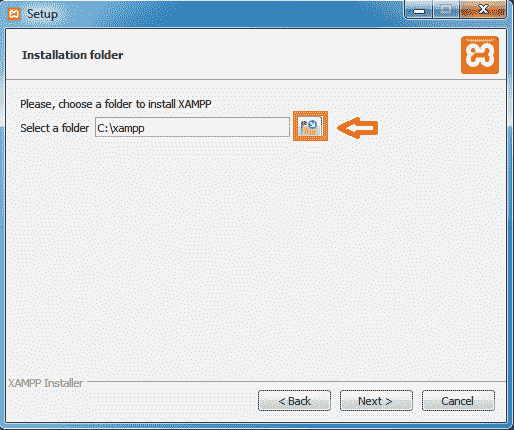 Setup
Installation folder
Please, choose a folder to install XAMPP
Select a folder C:\xampp
XAMPP Installer
< Back Next > Cancel